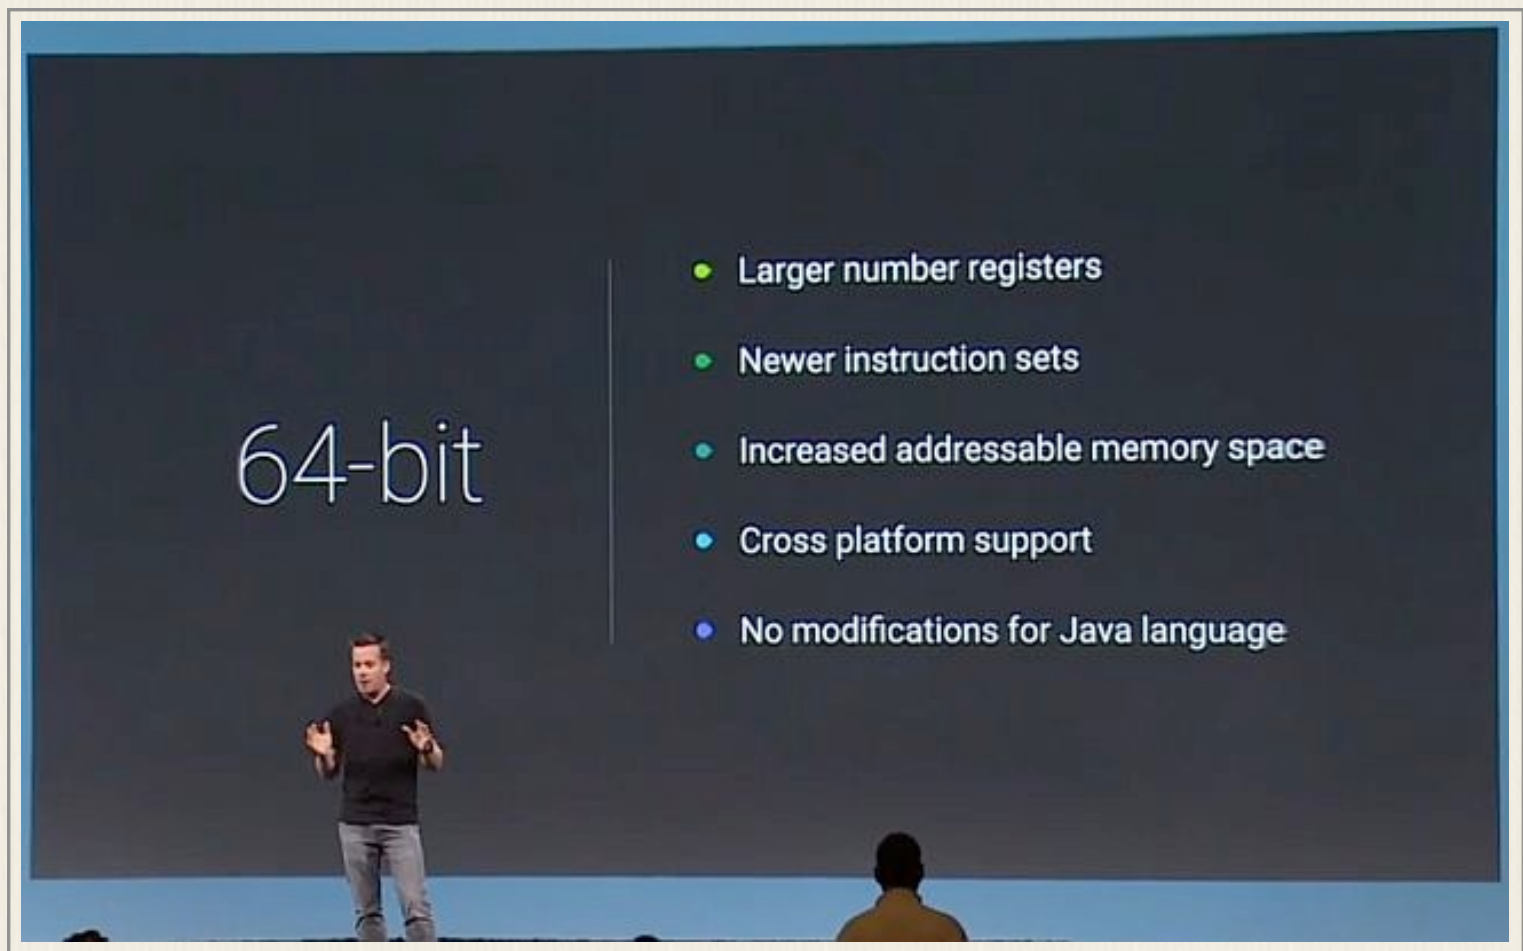 64-bit
Larger number registers
Newer instruction sets
Increased addressable memory space
Cross platform support
No modifications for Java language